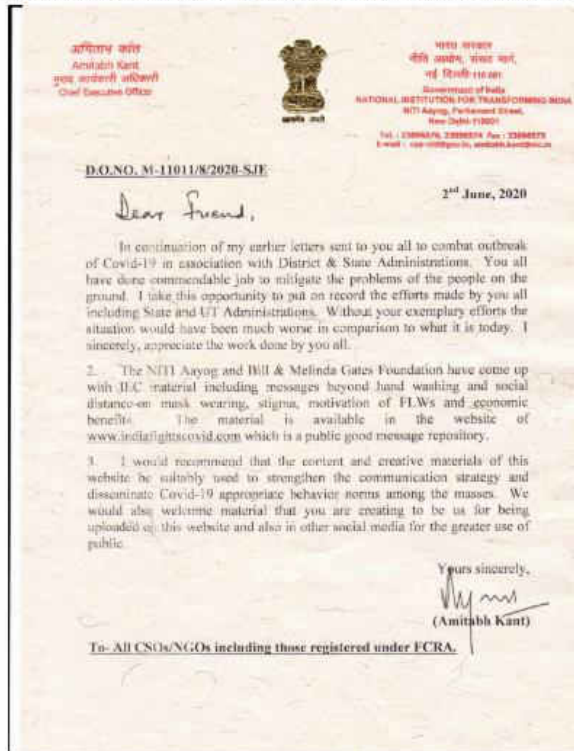 अमिताभ कांत
Amitabh Kant
मुख्य कार्यकारी अधिकारी
Chief Executive Officer
सत्यमेव जयते
भारत सरकार
नीति आयोग, संसद मार्ग,
नई दिल्ली-110 001
Government of India
NATIONAL INSTITUTION FOR TRANSFORMING INDIA
NITI Aayog, Parliament Street,
New Delhi-110001
Tel. : 23096576, 23096574 Fax : 23096575
E-mail :
D.O.NO. M-11011/8/2020-SJE
2nd June, 2020
Dear Friend,
In continuation of my earlier letters sent to you all to combat outbreak
of Covid-19 in association with District & State Administrations. You all
have done commendable job to mitigate the problems of the people on the
ground. I take this opportunity to put on record the efforts made by you all
including State and UT Administrations. Without your exemplary efforts the
situation would have been much worse in comparison to what it is today. I
sincerely, appreciate the work done by you all.
2. The NITI Aayog and Bill & Melinda Gates Foundation have come up
with IEC material including messages beyond hand washing and social
distance-on mask wearing, stigma, motivation of FLWs and economic
benefits. The material is available in the website of
www.indiafightscovid.com which is a public good message repository.
3. I would recommend that the content and creative materials of this
website be suitably used to strengthen the communication strategy and
disseminate Covid-19 appropriate behavior norms among the masses. We
would also welcome material that you are creating to be us for being
uploaded on this website and also in other social media for the greater use of
public.
Yours sincerely,
(Amitabh Kant)
To- All CSOs/NGOs including those registered under FCRA.